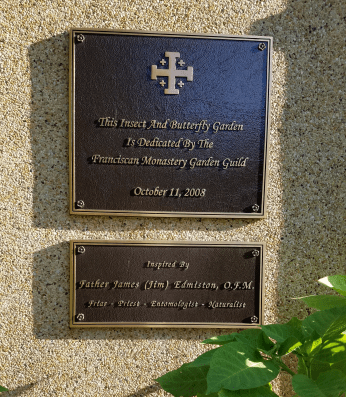 This Insect And Butterfly Garden
Is Dedicated By The
Franciscan Monastery Garden Guild
October 11, 2008
Inspired By
Father James (Jim) Edmiston, O.F.M.
Friar - Priest - Entomologist - Naturalist